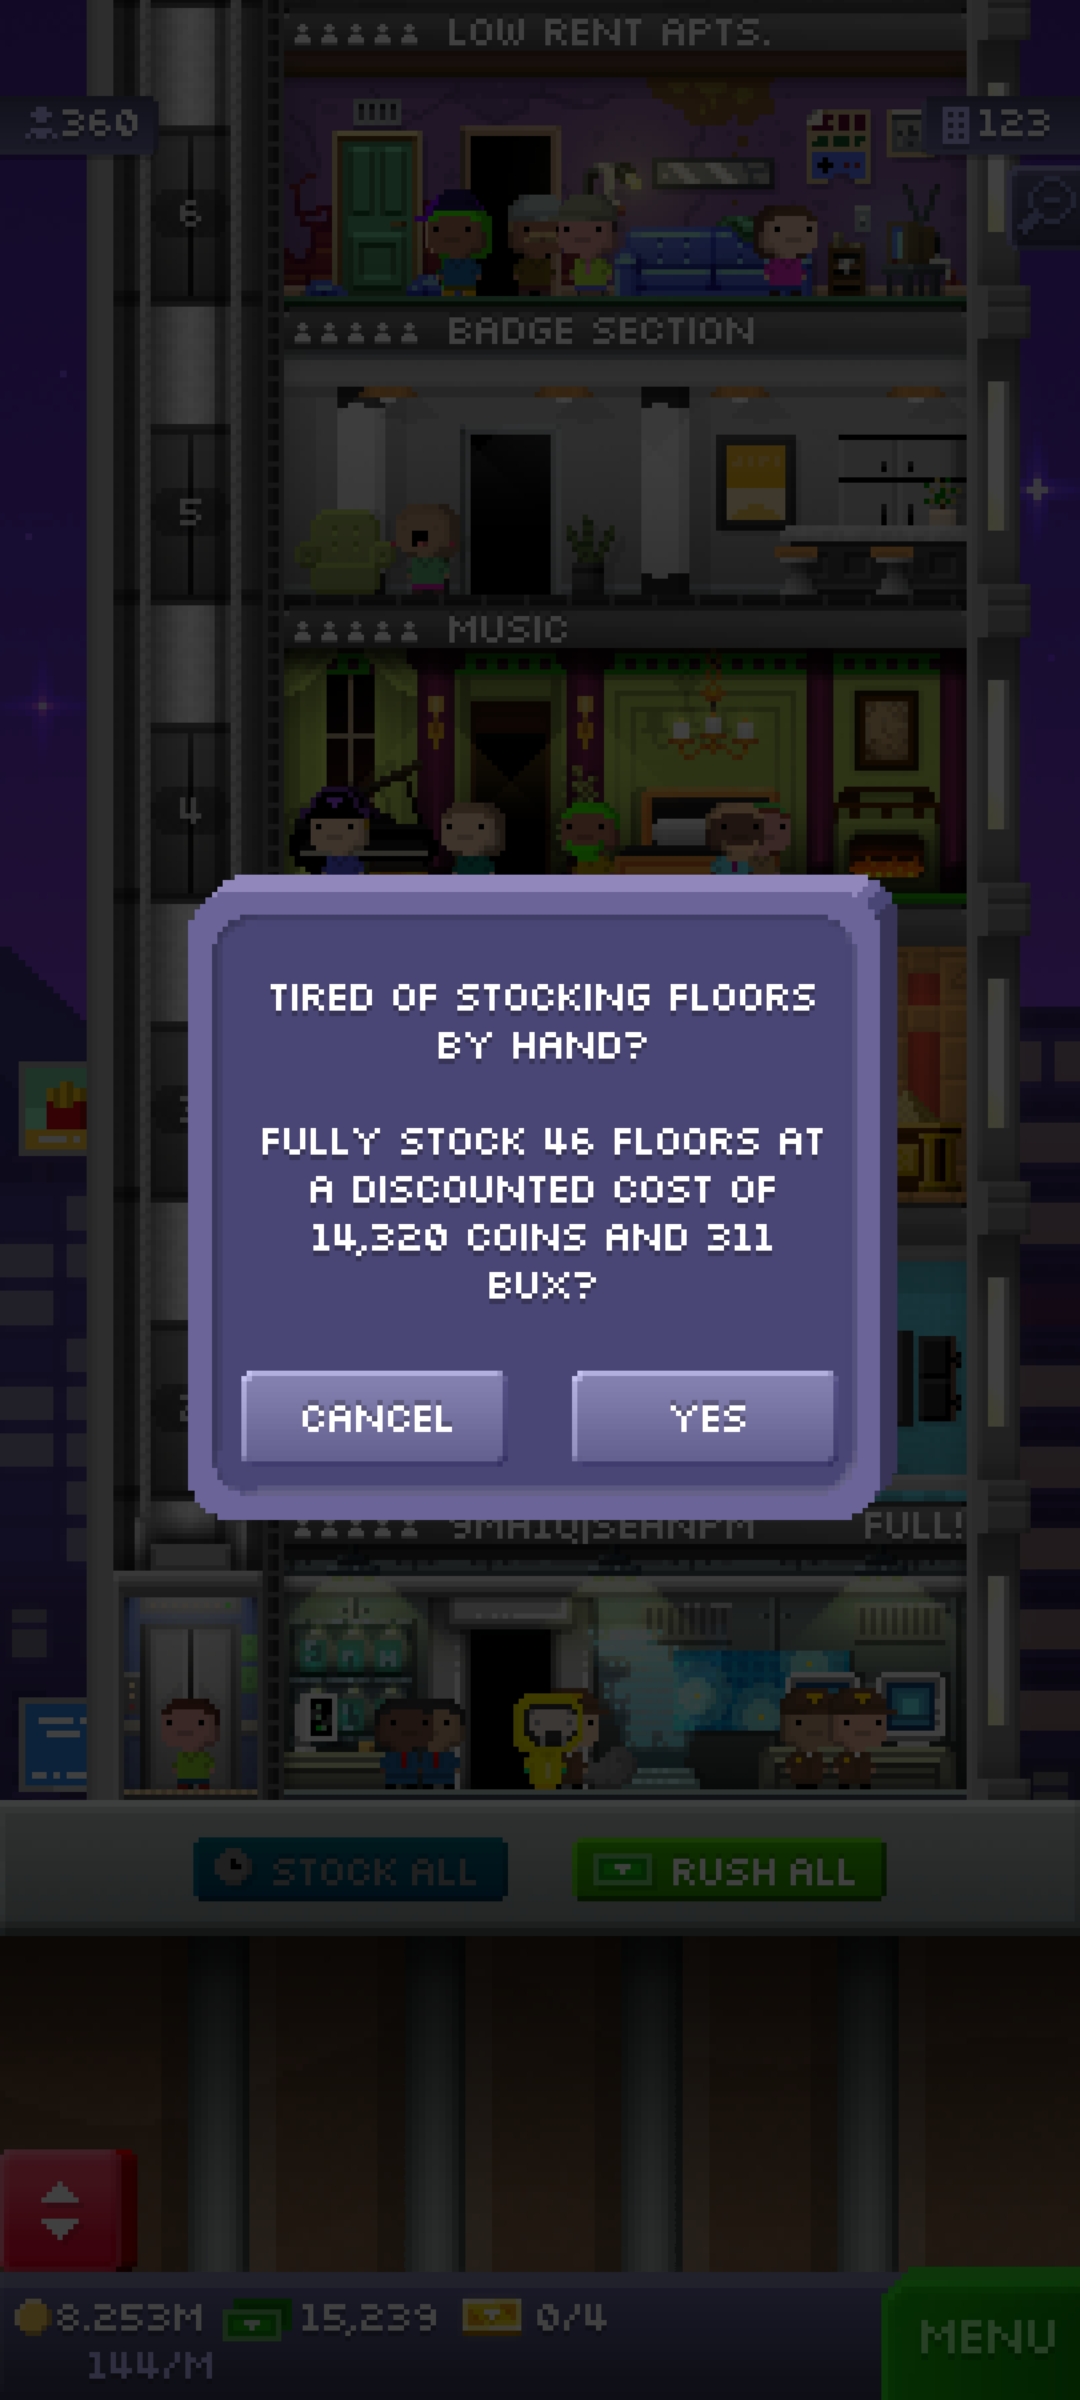 LOW RENT APTS.
360
123
6
BADGE SECTION
5
MUSIC
4
TIRED OF STOCKING FLOORS
BY HAND?
FULLY STOCK 46 FLOORS AT
A DISCOUNTED COST OF
14,320 COINS AND 311
BUX?
CANCEL
YES
FULL!
STOCK ALL
RUSH ALL
8.253M
15,239
0/4
144/M
MENU